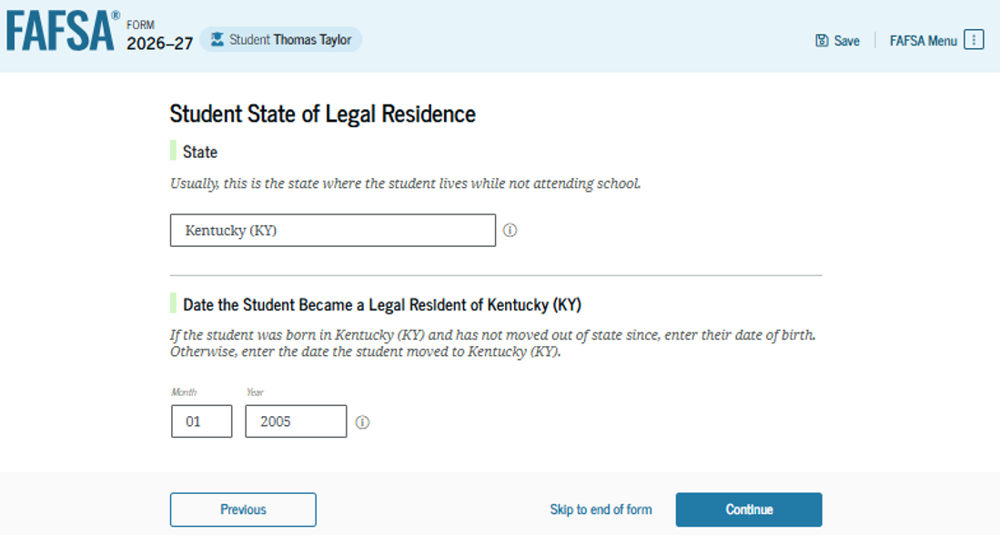 FAFSA® FORM
2026–27
Student Thomas Taylor
Save
FAFSA Menu
Student State of Legal Residence
State
Usually, this is the state where the student lives while not attending school.
Kentucky (KY)
Date the Student Became a Legal Resident of Kentucky (KY)
If the student was born in Kentucky (KY) and has not moved out of state since, enter their date of birth.
Otherwise, enter the date the student moved to Kentucky (KY).
Month Year
01 2005
Previous
Skip to end of form
Continue